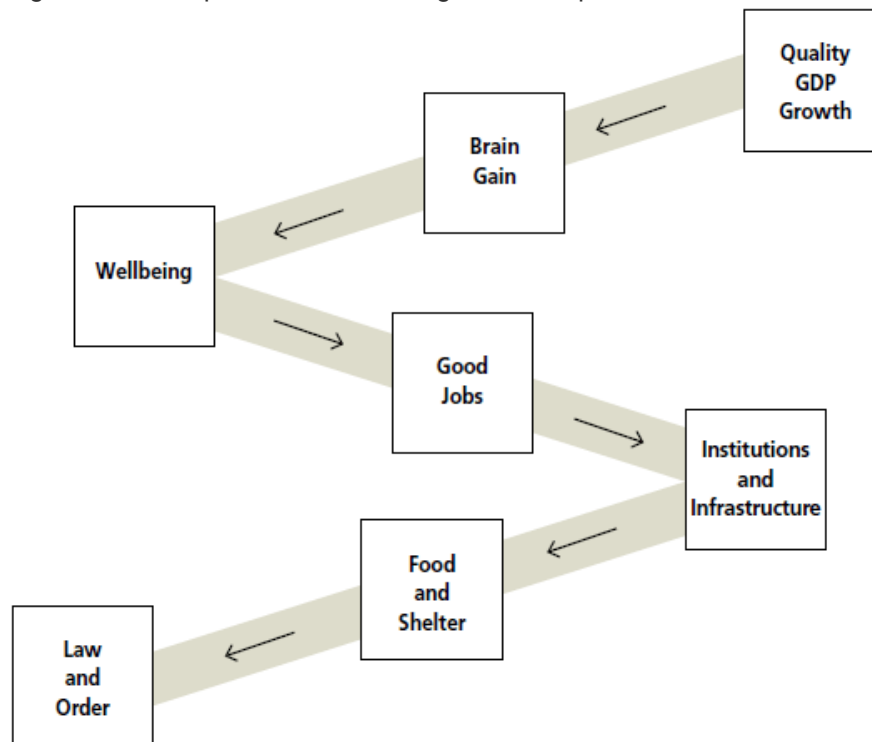 Quality
GDP
Growth
Brain
Gain
Wellbeing
Good
Jobs
Institutions
and
Infrastructure
Food
and
Shelter
Law
and
Order